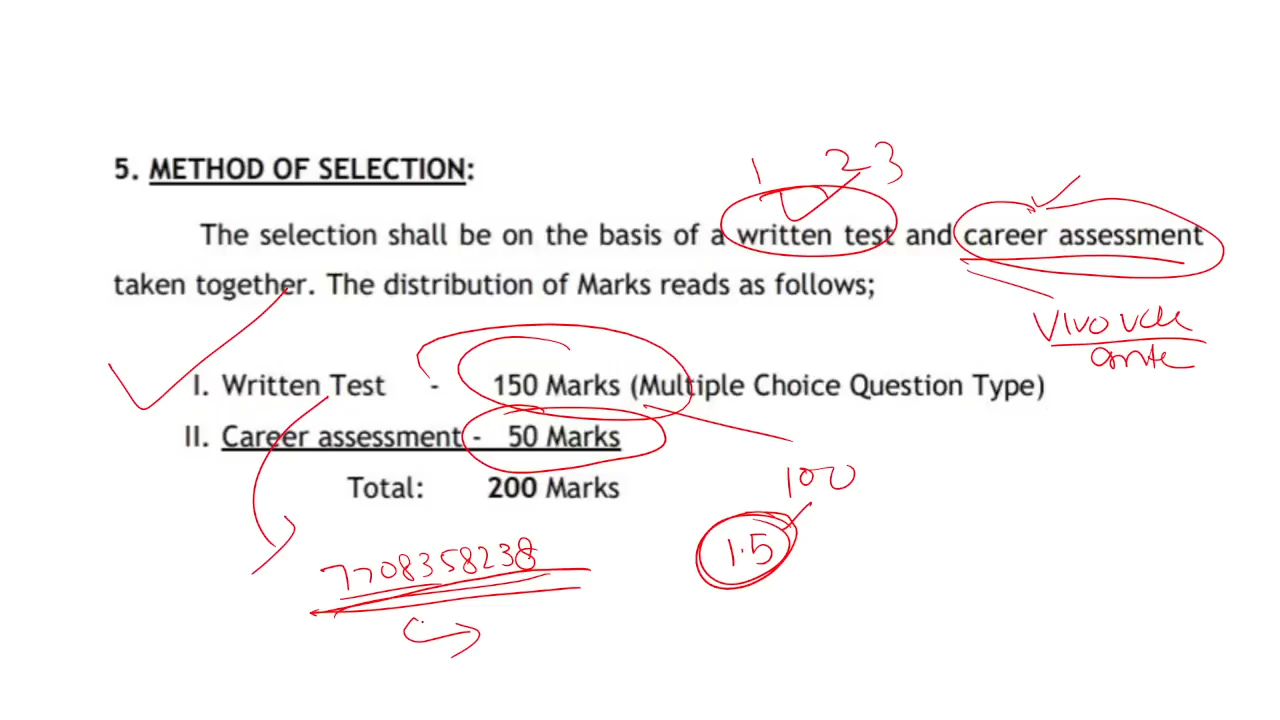 1 2 3
5. METHOD OF SELECTION:
The selection shall be on the basis of a written test and career assessment
taken together. The distribution of Marks reads as follows;
I. Written Test - 150 Marks (Multiple Choice Question Type)
II. Career assessment - 50 Marks
Total: 200 Marks
100
1.5
7708358238